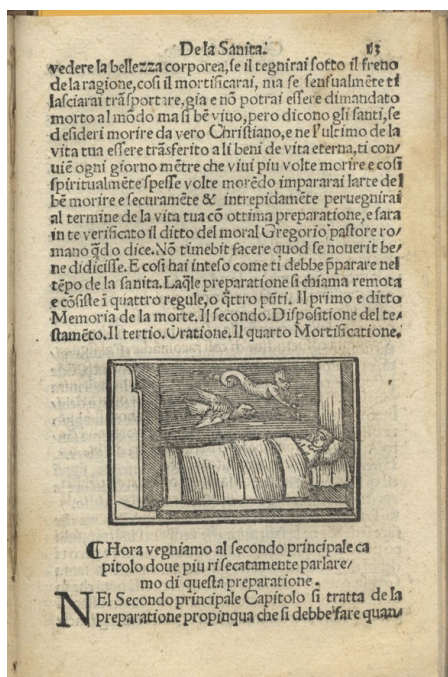 De la Sanita. 13
vedere la bellezza corporea, se il tegnirai sotto il freno
de la ragione, cosi il mortificarai, ma se sensualmēte ti
lasciarai trāsportare, gia e nō potrai essere dimandato
morto al mōdo ma si bē viuo, pero dicono gli santi, se
desideri morire da vero Christiano, e ne l'ultimo de la
vita tua essere trāsferito a li beni de vita eterna, ti con/
uiē ogni giorno mētre che viui piu volte morire e cosi
spiritualmēte spesse volte morēdo impararai larte del
bē morire e securamēte & intrepidamēte peruegnirai
al termine de la vita tua cō ottima preparatione, e sara
in te verificato il ditto del moral Gregorio pastore ro/
mano qd o dice. Nō timebit facere quod se nouerit be/
ne didicisse. E cosi hai inteso come ti debbe pparare nel
tēpo de la sanita. Laqle preparatione si chiama remota
e cōsiste ī quattro regule, o qttro pūti. Il primo e ditto
Memoria de la morte. Il secondo. Dispositione del te/
stamēto. Il tertio. Oratione. Il quarto Mortificatione.
¶ Hora vegniamo al secondo principale ca
pitolo doue piu risecatamente parlare/
mo di questa preparatione.
NEl Secondo principale Capitolo si tratta de la
preparatione propinqua che si debbe fare quan/